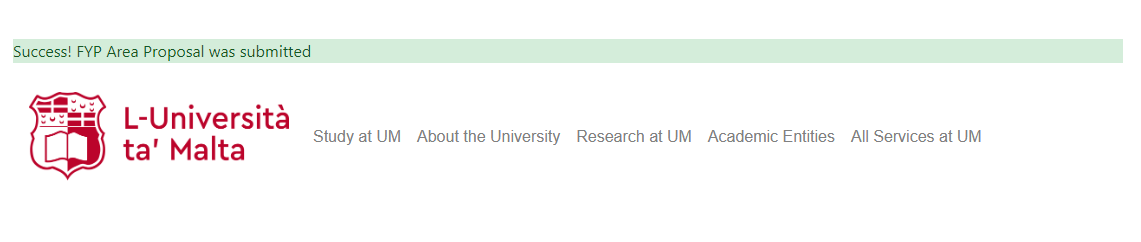 Success! FYP Area Proposal was submitted
L-Università
ta' Malta
Study at UM About the University Research at UM Academic Entities All Services at UM